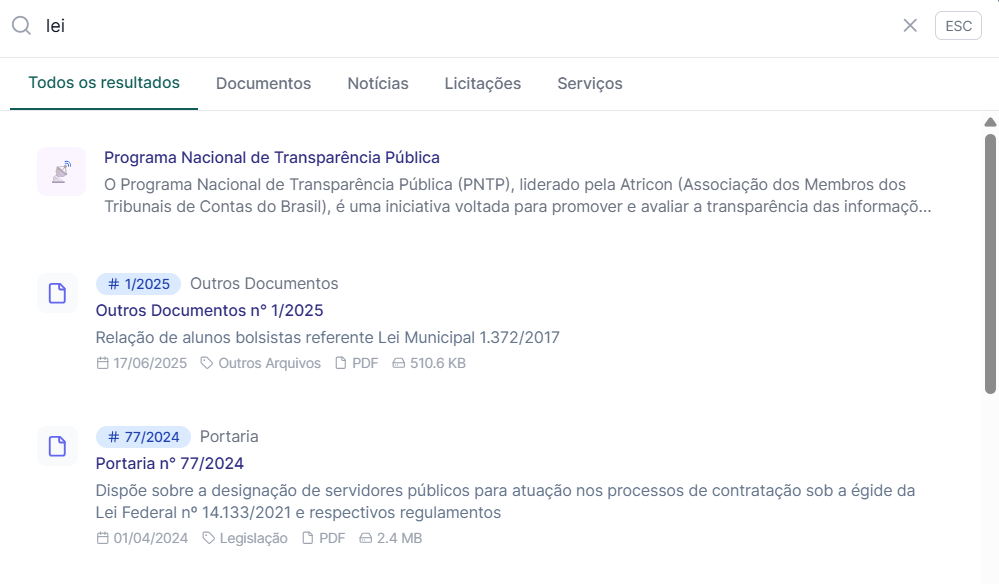 lei
ESC
Todos os resultados
Documentos
Notícias
Licitações
Serviços
Programa Nacional de Transparência Pública
O Programa Nacional de Transparência Pública (PNTP), liderado pela Atricon (Associação dos Membros dos
Tribunais de Contas do Brasil), é uma iniciativa voltada para promover e avaliar a transparência das informaçõ...
# 1/2025 Outros Documentos
Outros Documentos n° 1/2025
Relação de alunos bolsistas referente Lei Municipal 1.372/2017
17/06/2025 Outros Arquivos PDF 510.6 KB
# 77/2024 Portaria
Portaria n° 77/2024
Dispõe sobre a designação de servidores públicos para atuação nos processos de contratação sob a égide da
Lei Federal nº 14.133/2021 e respectivos regulamentos
01/04/2024 Legislação PDF 2.4 MB